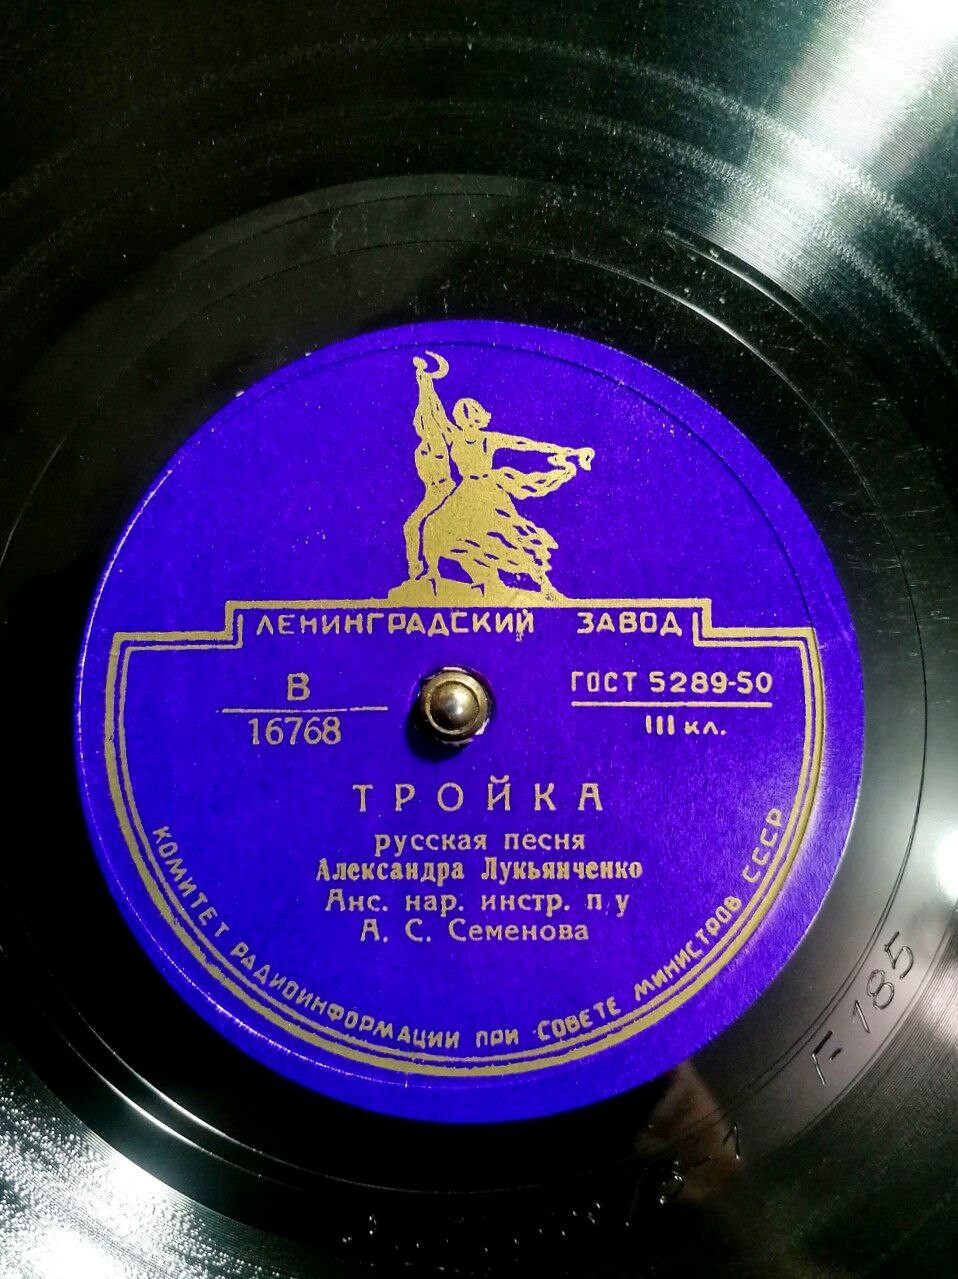 ЛЕНИНГРАДСКИЙ ЗАВОД
В
16768
ГОСТ 5289-50
III кл.
ТРОЙКА
русская песня
Александра Лукьянченко
Анс. нар. инстр. п/у
А. С. Семенова
КОМИТЕТ РАДИОИНФОРМАЦИИ ПРИ СОВЕТЕ МИНИСТРОВ СССР
Г-185